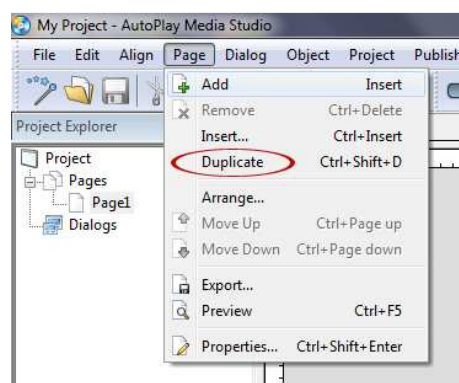 My Project - AutoPlay Media Studio
File Edit Align Page Dialog Object Project Publish
Project Explorer
Project
Pages
Page1
Dialogs
Add Insert
Remove Ctrl+Delete
Insert... Ctrl+Insert
Duplicate Ctrl+Shift+D
Arrange...
Move Up Ctrl+Page up
Move Down Ctrl+Page down
Export...
Preview Ctrl+F5
Properties... Ctrl+Shift+Enter